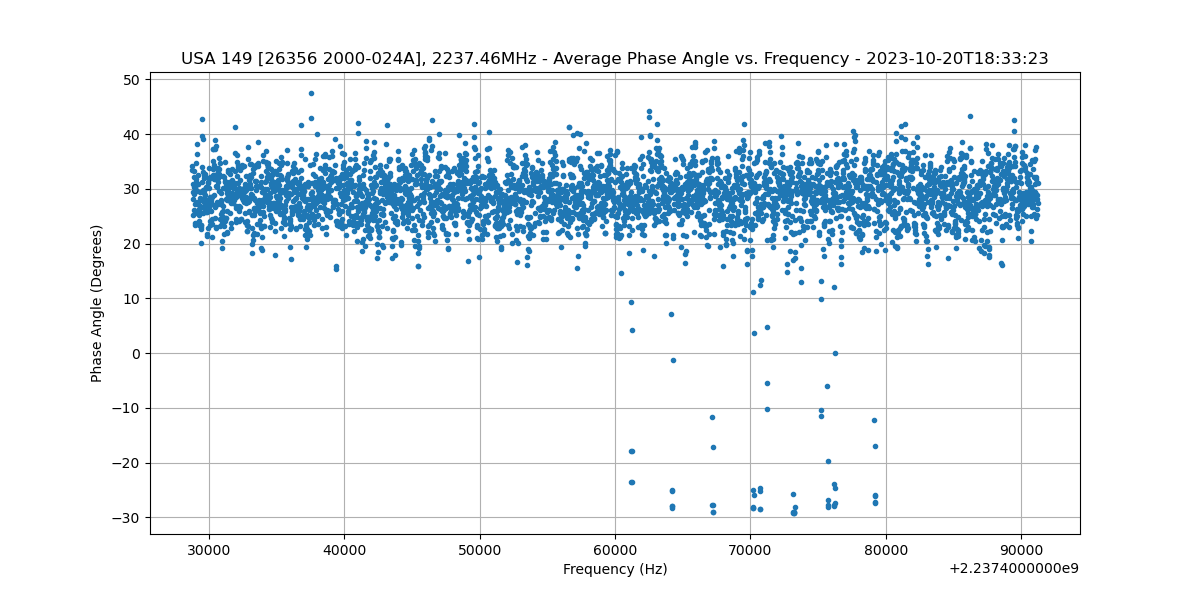 USA 149 [26356 2000-024A], 2237.46MHz - Average Phase Angle vs. Frequency - 2023-10-20T18:33:23
50
40
30
20
10
0
−10
−20
−30
Phase Angle (Degrees)
30000 40000 50000 60000 70000 80000 90000
Frequency (Hz)
+2.2374000000e9